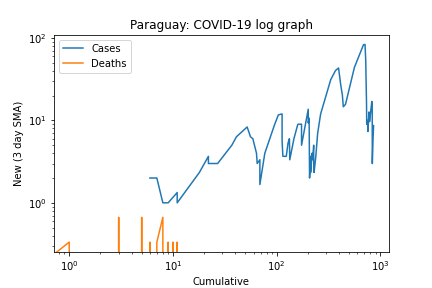 Paraguay: COVID-19 log graph
Cases
Deaths
New (3 day SMA)
10²
10¹
10⁰
10⁰ 10¹ 10² 10³
Cumulative